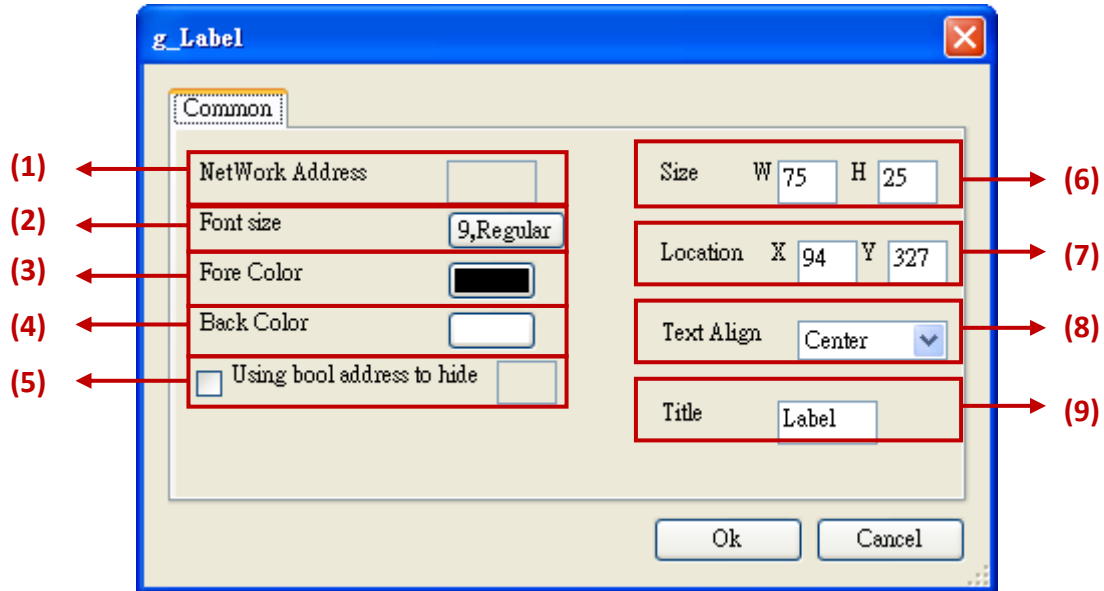 g_Label
Common
(1) NetWork Address
(2) Font size 9,Regular
(3) Fore Color
(4) Back Color
(5) Using bool address to hide
Size W 75 H 25 (6)
Location X 94 Y 327 (7)
Text Align Center (8)
Title Label (9)
Ok Cancel